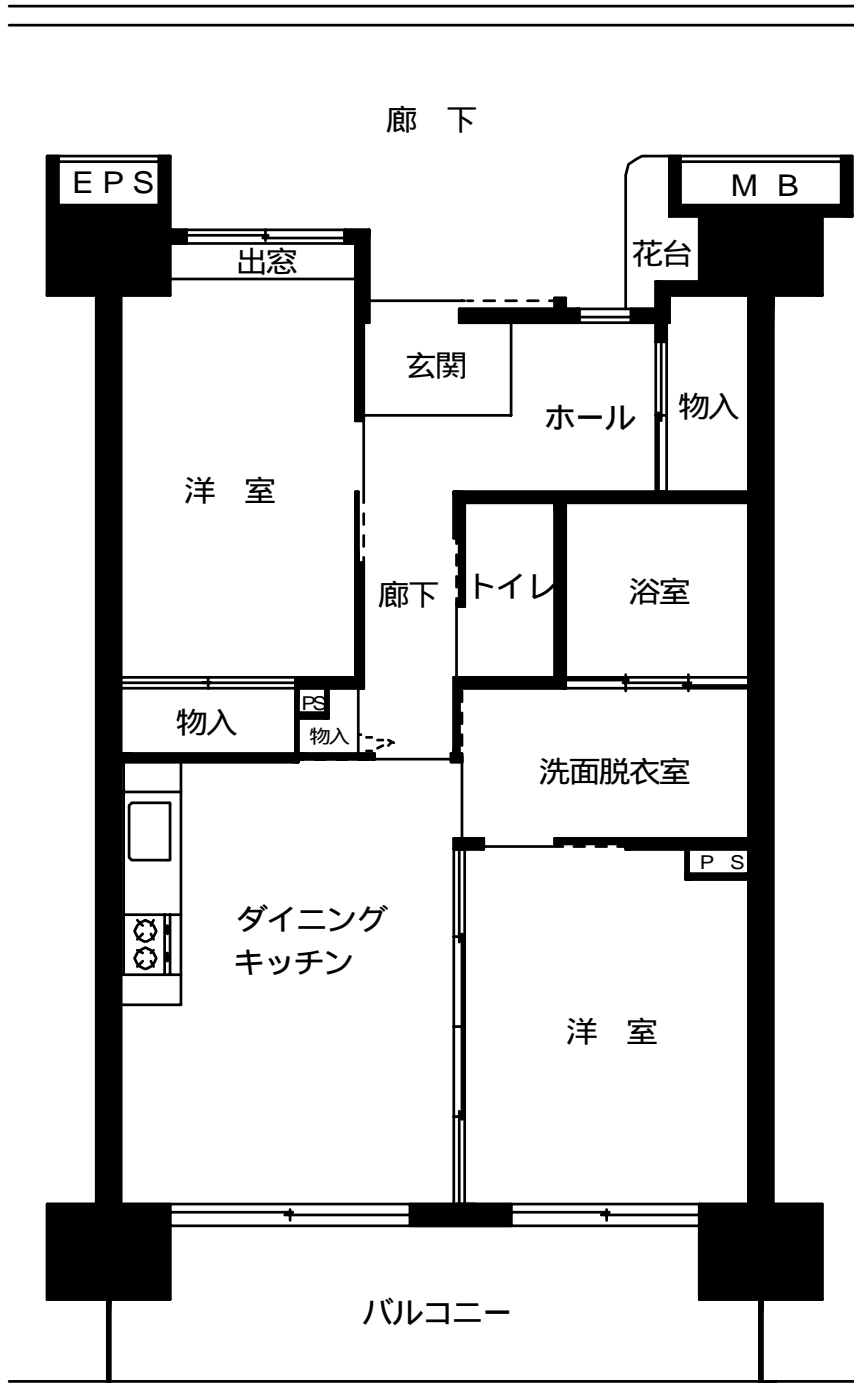 廊　下
ＥＰＳ
Ｍ Ｂ
花台
出窓
玄関
ホール
物入
洋　室
廊下
トイレ
浴室
物入
PS
物入
洗面脱衣室
Ｐ Ｓ
ダイニング
キッチン
洋　室
バルコニー